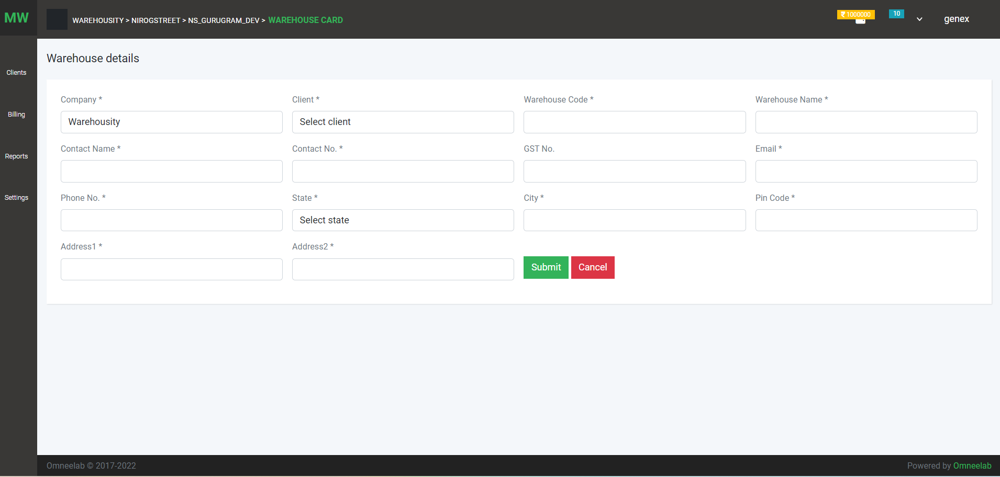 MW
WAREHOUSITY > NIROGSTREET > NS_GURUGRAM_DEV > WAREHOUSE CARD
₹ 1000000
10
genex
Clients
Billing
Reports
Settings
Warehouse details
Company *
Client *
Warehouse Code *
Warehouse Name *
Warehousity
Select client
Contact Name *
Contact No. *
GST No.
Email *
Phone No. *
State *
City *
Pin Code *
Select state
Address1 *
Address2 *
Submit
Cancel
Omneelab © 2017-2022
Powered by Omneelab